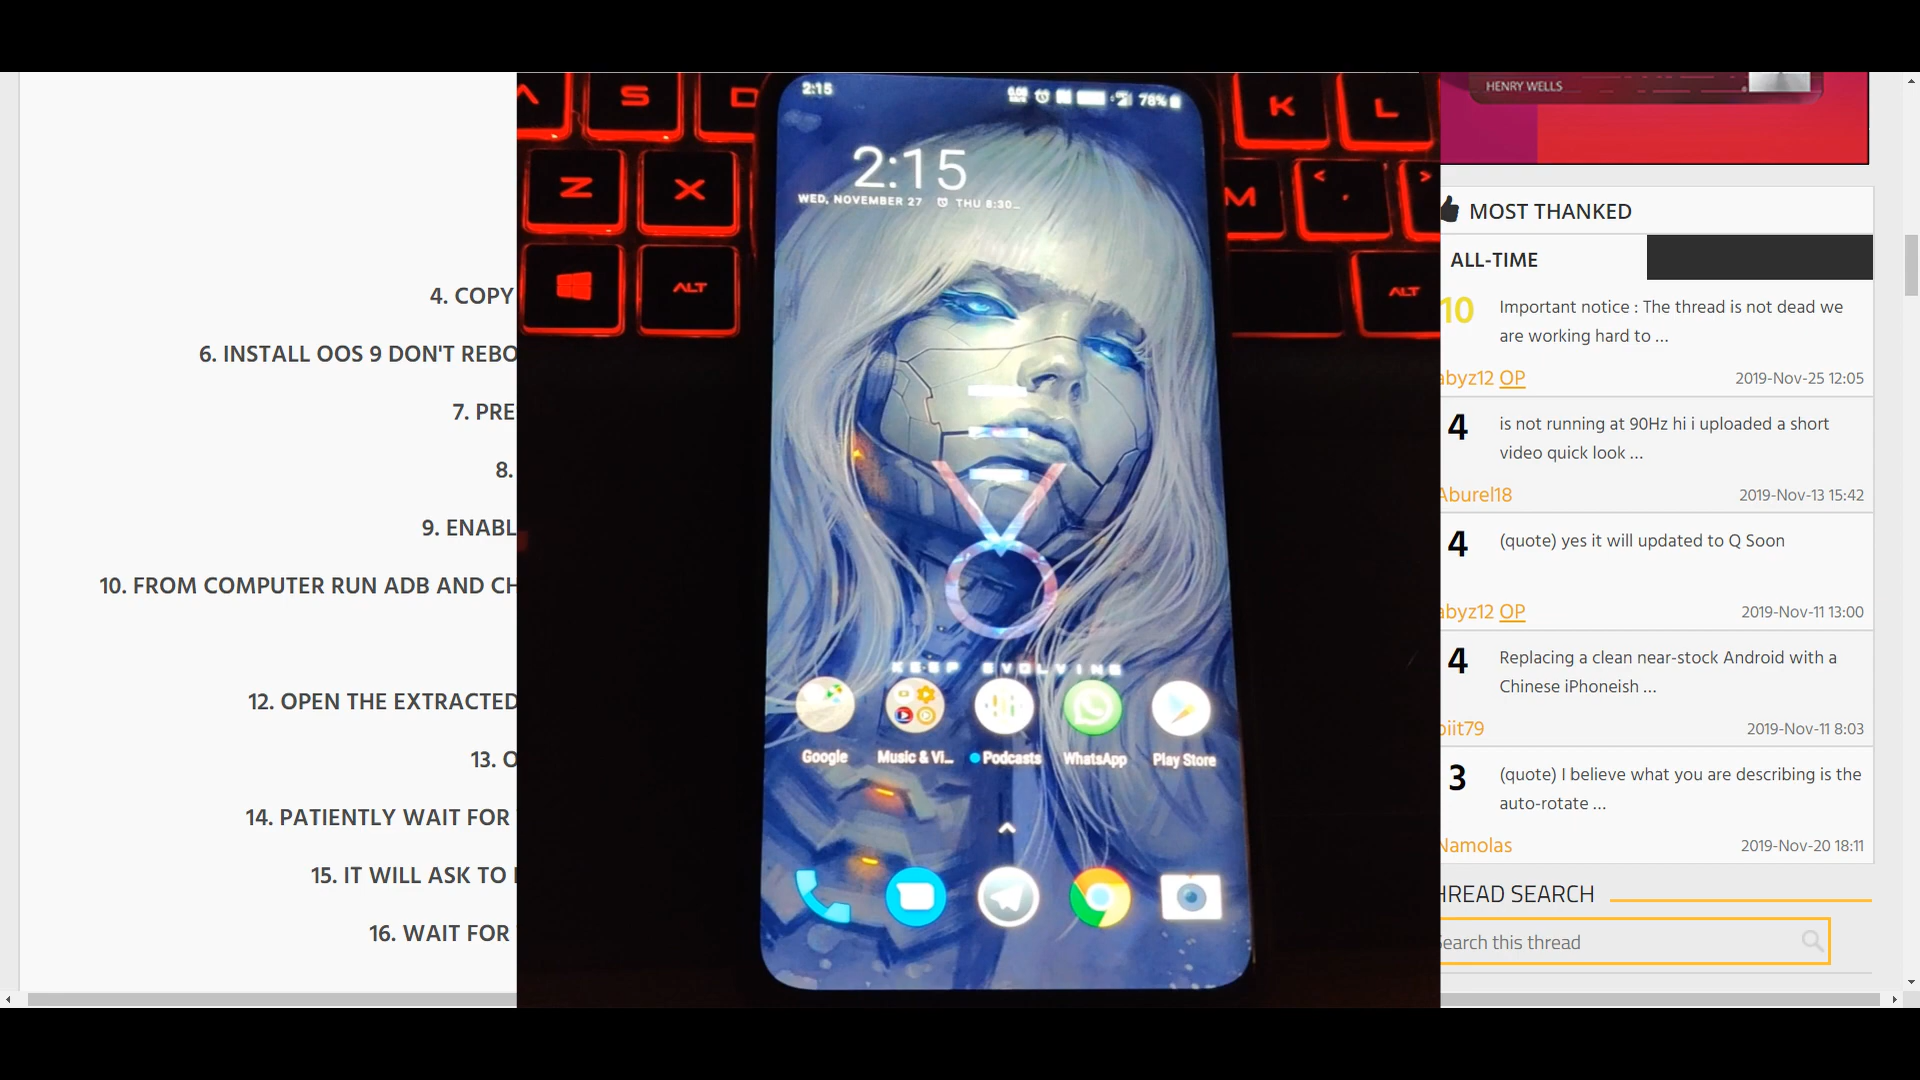 4. COPY
6. INSTALL OOS 9 DON'T REBO
7. PRE
8.
9. ENABL
10. FROM COMPUTER RUN ADB AND CH
12. OPEN THE EXTRACTED
13. O
14. PATIENTLY WAIT FOR
15. IT WILL ASK TO
16. WAIT FOR
S
D
K
L
Z
X
M
<
,
>
ALT
ALT
2:15
78%
2:15
WED, NOVEMBER 27 THU 8:30...
KEEP EVOLVING
Google
Music & Vi...
Podcasts
WhatsApp
Play Store
HENRY WELLS
MOST THANKED
ALL-TIME
10 Important notice : The thread is not dead we
are working hard to ...
abyz12 OP 2019-Nov-25 12:05
4 is not running at 90Hz hi i uploaded a short
video quick look ...
Aburel18 2019-Nov-13 15:42
4 (quote) yes it will updated to Q Soon
abyz12 OP 2019-Nov-11 13:00
4 Replacing a clean near-stock Android with a
Chinese iPhoneish ...
biit79 2019-Nov-11 8:03
3 (quote) I believe what you are describing is the
auto-rotate ...
Namolas 2019-Nov-20 18:11
HREAD SEARCH
earch this thread